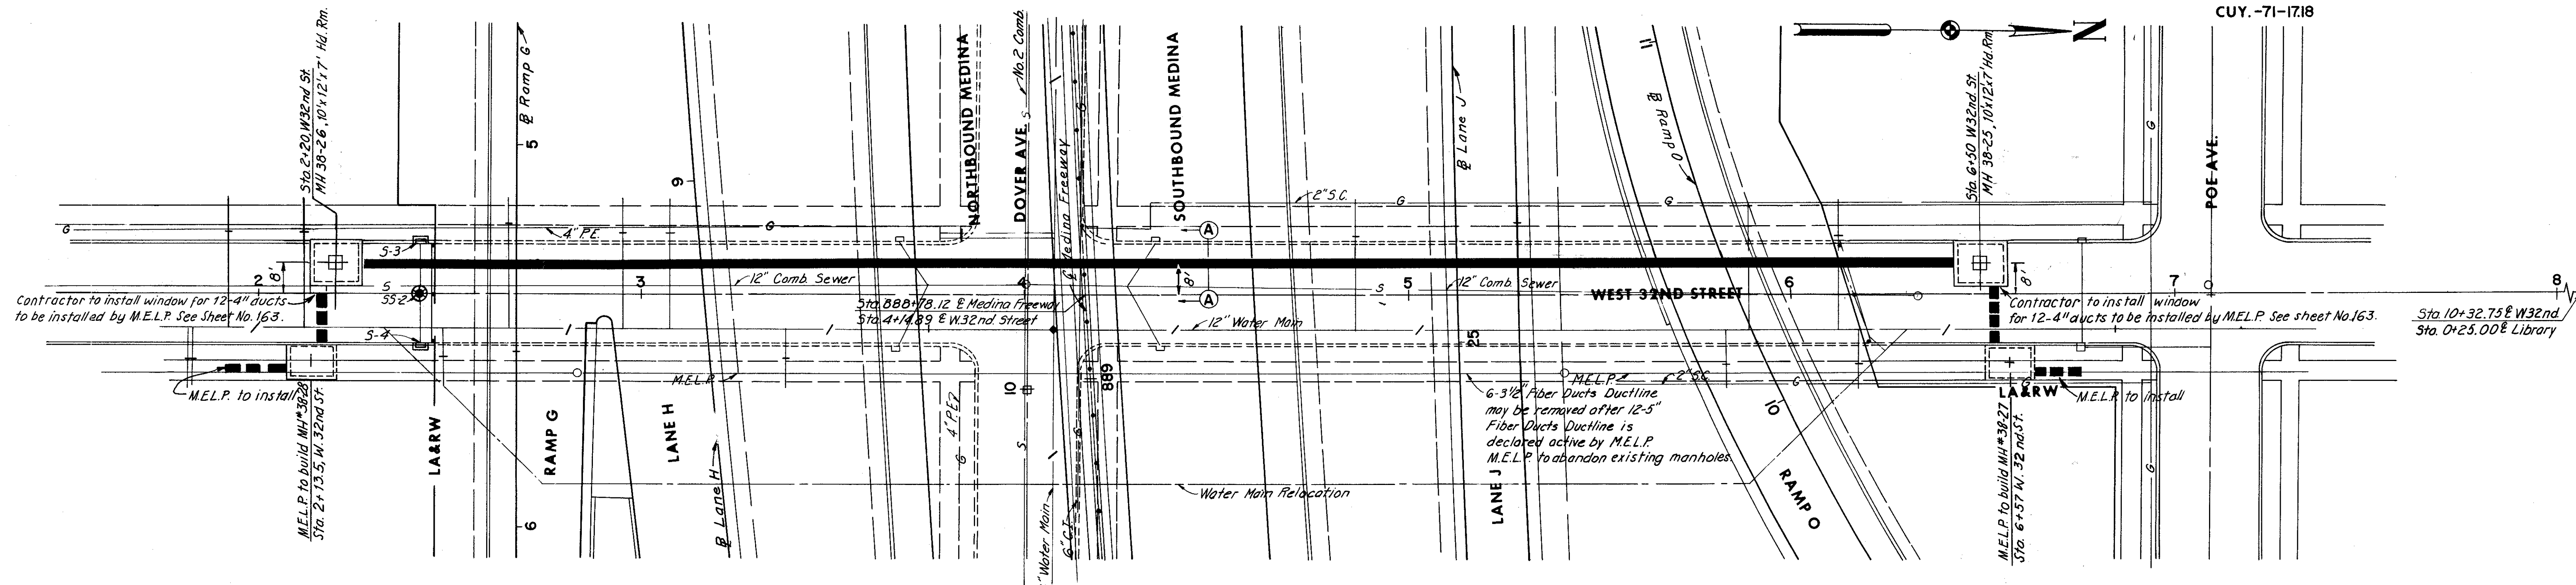 CUY.-71-17.18
N
Sta. 2+20, W32nd St.
MH 38-26, 10'x12'x7' Hd. Rm.
℄ Ramp G
5
NORTHBOUND MEDINA
DOVER AVE.
S
No. 2 Comb.
℄ Medina Freeway
G
SOUTHBOUND MEDINA
℄ Lane J
11
℄ Ramp O
Sta. 6+50 W.32nd. St.
MH 38-25, 10'x12'x7' Hd. Rm.
G
POE AVE.
9
2" S.C.
G
G
G
4" P.E.
G
A
S-3
2
8'
3
4
8'
5
6
8'
7
8
S
SS-2
12" Comb. Sewer
12" Comb. Sewer
S
A
WEST 32ND STREET
Contractor to install window for 12-4" ducts
to be installed by M.E.L.P. See Sheet No. 163.
Sta. 888+78.12 ℄ Medina Freeway
Sta. 4+14.89 ℄ W.32nd. Street
Contractor to install window
for 12-4" ducts to be installed by M.E.L.P. See sheet No. 163.
Sta. 10+32.75 ℄ W32nd
Sta. 0+25.00 ℄ Library
12" Water Main
S-4
25
M.E.L.P.
10
889
M.E.L.P.
2" S.C.
G
G
M.E.L.P. to install
6-3½" Fiber Ducts Ductline
may be removed after 12-5"
Fiber Ducts Ductline is
declared active by M.E.L.P.
M.E.L.P. to abandon existing manholes.
LA&RW
M.E.L.P. to install
M.E.L.P. to build MH#38-28
Sta. 2+13.5, W. 32nd St.
LA&RW
RAMP G
LANE H
℄ Lane H
4" P.E.
G
S
10
LANE J
RAMP O
G
M.E.L.P. to build MH#38-27
Sta. 6+57 W. 32nd. St.
Water Main Relocation
6
Water Main
6" C.I.